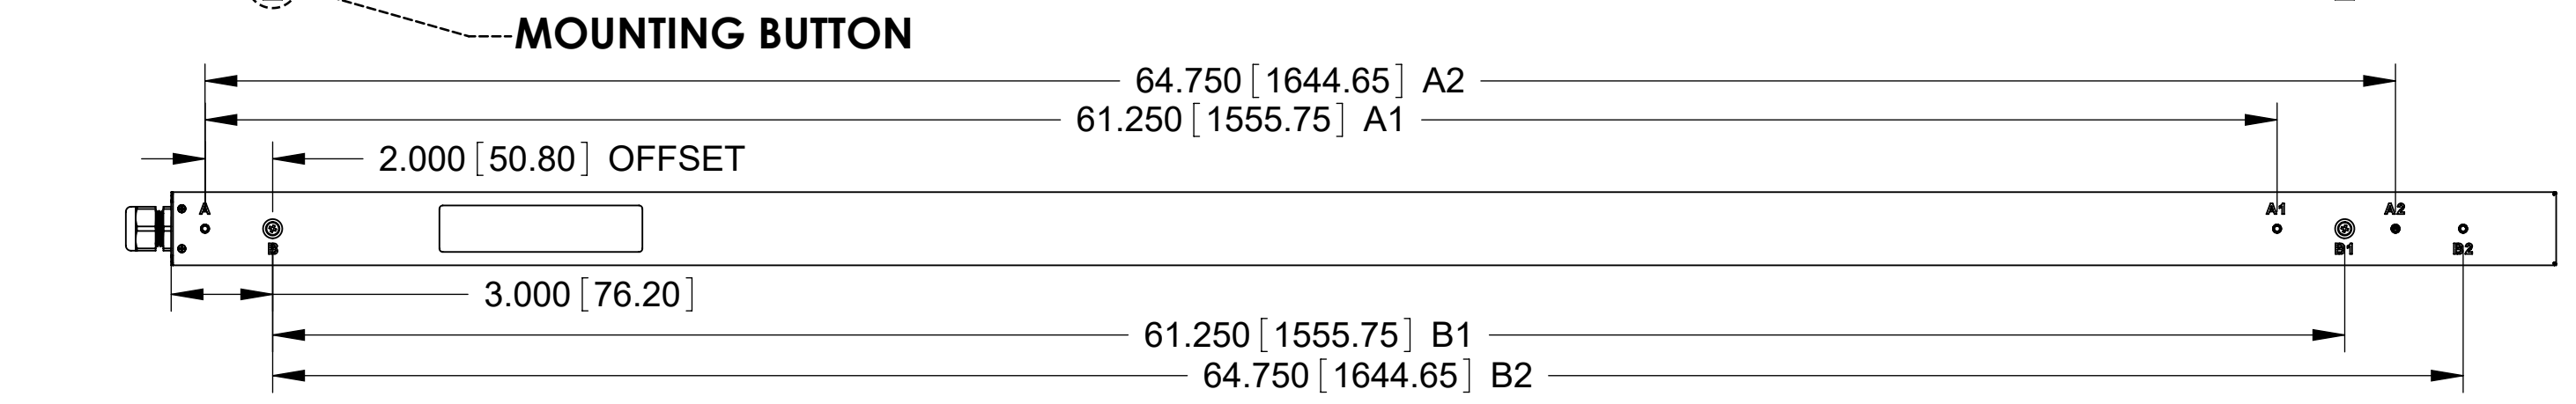 MOUNTING BUTTON
64.750 [1644.65] A2
61.250 [1555.75] A1
2.000 [50.80] OFFSET
A A1 A2
B B1 B2
3.000 [76.20]
61.250 [1555.75] B1
64.750 [1644.65] B2